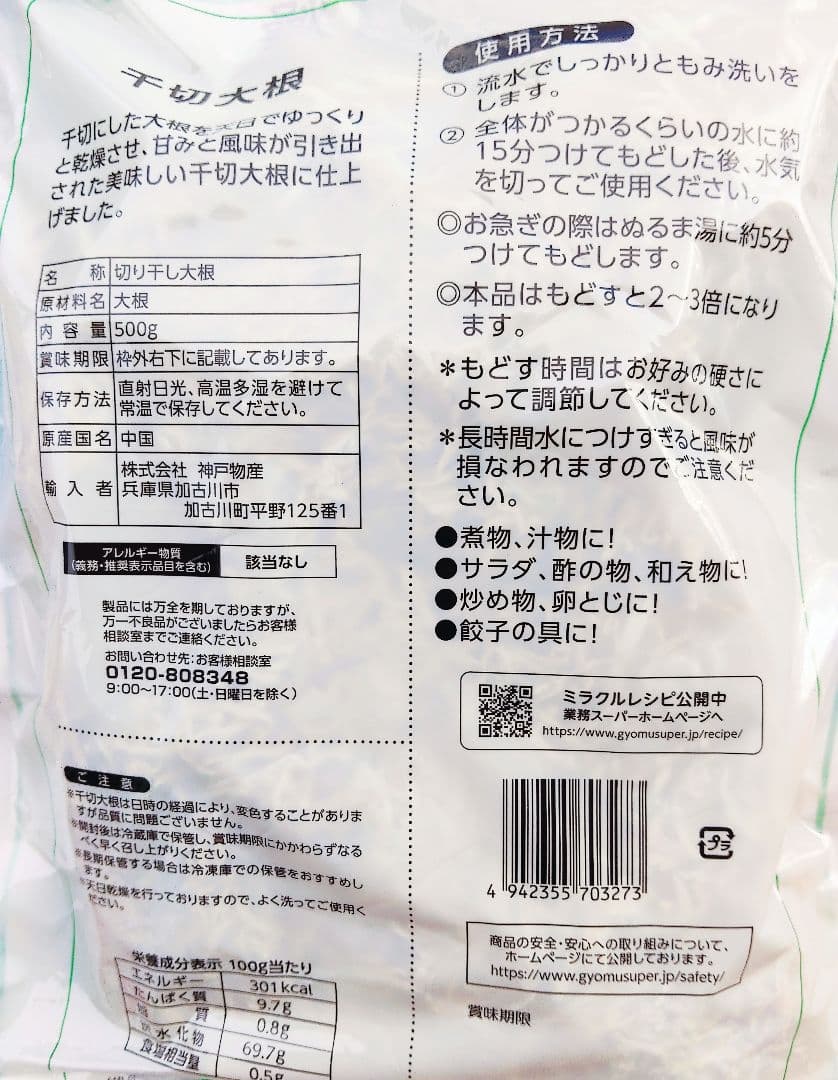 千切大根
千切にした大根を天日でゆっくり
と乾燥させ、甘みと風味が引き出
された美味しい千切大根に仕上
げました。
名称 切り干し大根
原材料名 大根
内容量 500g
賞味期限 枠外右下に記載してあります。
保存方法 直射日光、高温多湿を避けて
常温で保存してください。
原産国名 中国
輸入者 株式会社 神戸物産
兵庫県加古川市
加古川町平野125番1
アレルギー物質
(義務・推奨表示品目を含む) 該当なし
製品には万全を期しておりますが、
万一不良品がございましたらお客様
相談室までご連絡ください。
お問い合わせ先:お客様相談室
0120-808348
9:00〜17:00(土・日曜日を除く)
ご注意
※千切大根は日時の経過により、変色することがありま
すが品質に問題ございません。
※開封後は冷蔵庫で保管し、賞味期限にかかわらずなる
べく早く召し上がりください。
※長期保管する場合は冷凍庫での保管をおすすめし
ます。
※天日乾燥を行っておりますので、よく洗ってご使用く
ださい。
栄養成分表示 100g当たり
エネルギー 301kcal
たんぱく質 9.7g
質 0.8g
炭水化物 69.7g
食塩相当量 0.5g
使用方法
① 流水でしっかりともみ洗いを
します。
② 全体がつかるくらいの水に約
15分つけてもどした後、水気
を切ってご使用ください。
◎お急ぎの際はぬるま湯に約5分
つけてもどします。
◎本品はもどすと2〜3倍になり
ます。
*もどす時間はお好みの硬さに
よって調節してください。
*長時間水につけすぎると風味が
損なわれますのでご注意くだ
さい。
●煮物、汁物に!
●サラダ、酢の物、和え物に!
●炒め物、卵とじに!
●餃子の具に!
ミラクルレシピ公開中
業務スーパーホームページへ
https://www.gyomusuper.jp/recipe/
4 942355 703273
プラ
商品の安全・安心への取り組みについて、
ホームページにて公開しております。
https://www.gyomusuper.jp/safety/
賞味期限